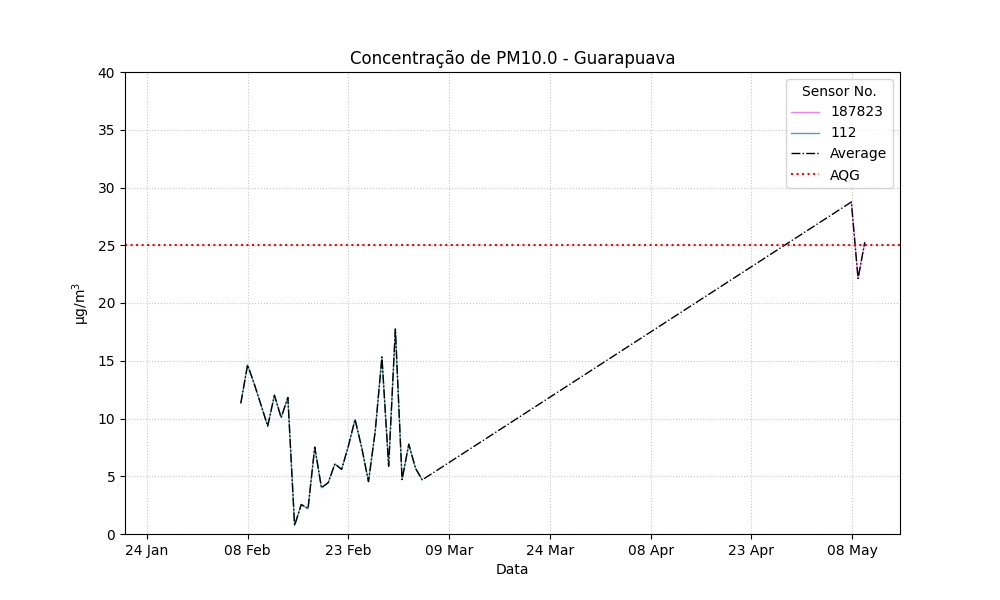 Concentração de PM10.0 - Guarapuava
40
35
30
25
20
15
10
5
0
µg/m³
24 Jan
08 Feb
23 Feb
09 Mar
24 Mar
08 Apr
23 Apr
08 May
Data
Sensor No.
187823
112
Average
AQG